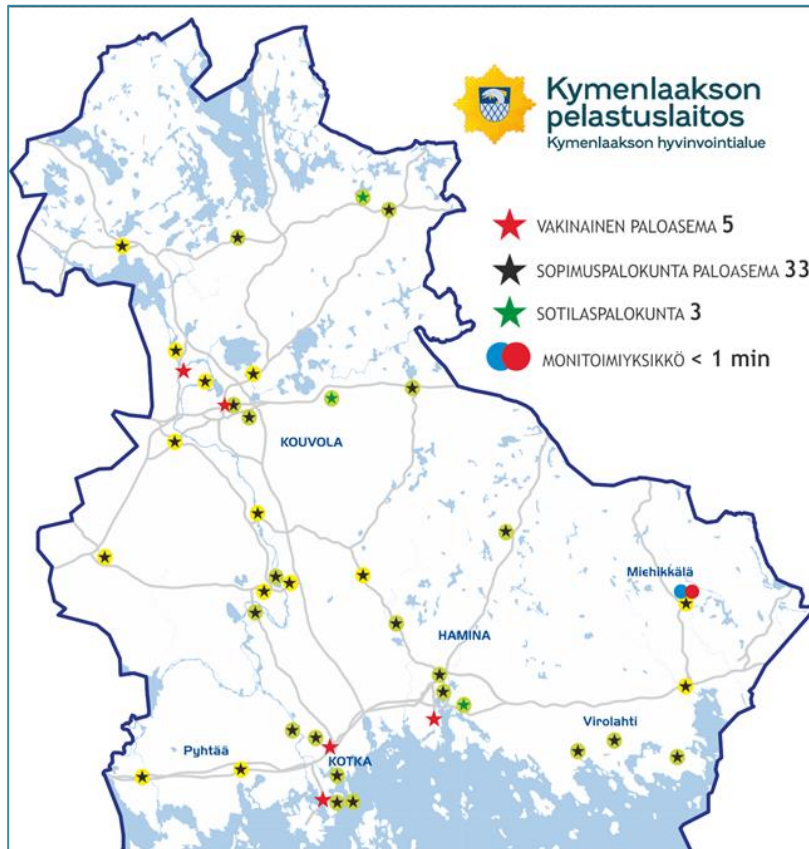 Kymenlaakson
pelastuslaitos
Kymenlaakson hyvinvointialue
VAKINAINEN PALOASEMA 5
SOPIMUSPALOKUNTA PALOASEMA 33
SOTILASPALOKUNTA 3
MONITOIMIYKSIKKÖ < 1 min
KOUVOLA
Miehikkälä
HAMINA
Virolahti
Pyhtää
KOTKA